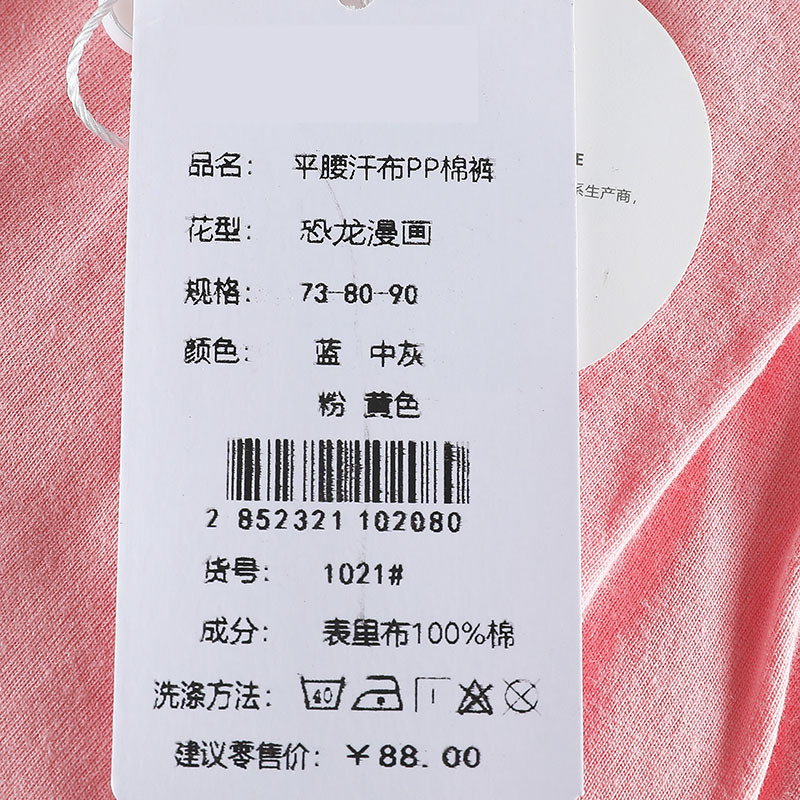 品名： 平腰汗布PP棉裤
花型： 恐龙漫画
规格： 73-80-90
颜色： 蓝 中灰
粉 黄色
2 852321 102080
货号： 1021#
成分： 表里布100%棉
洗涤方法： 40
建议零售价：￥88.00
E
系生产商，